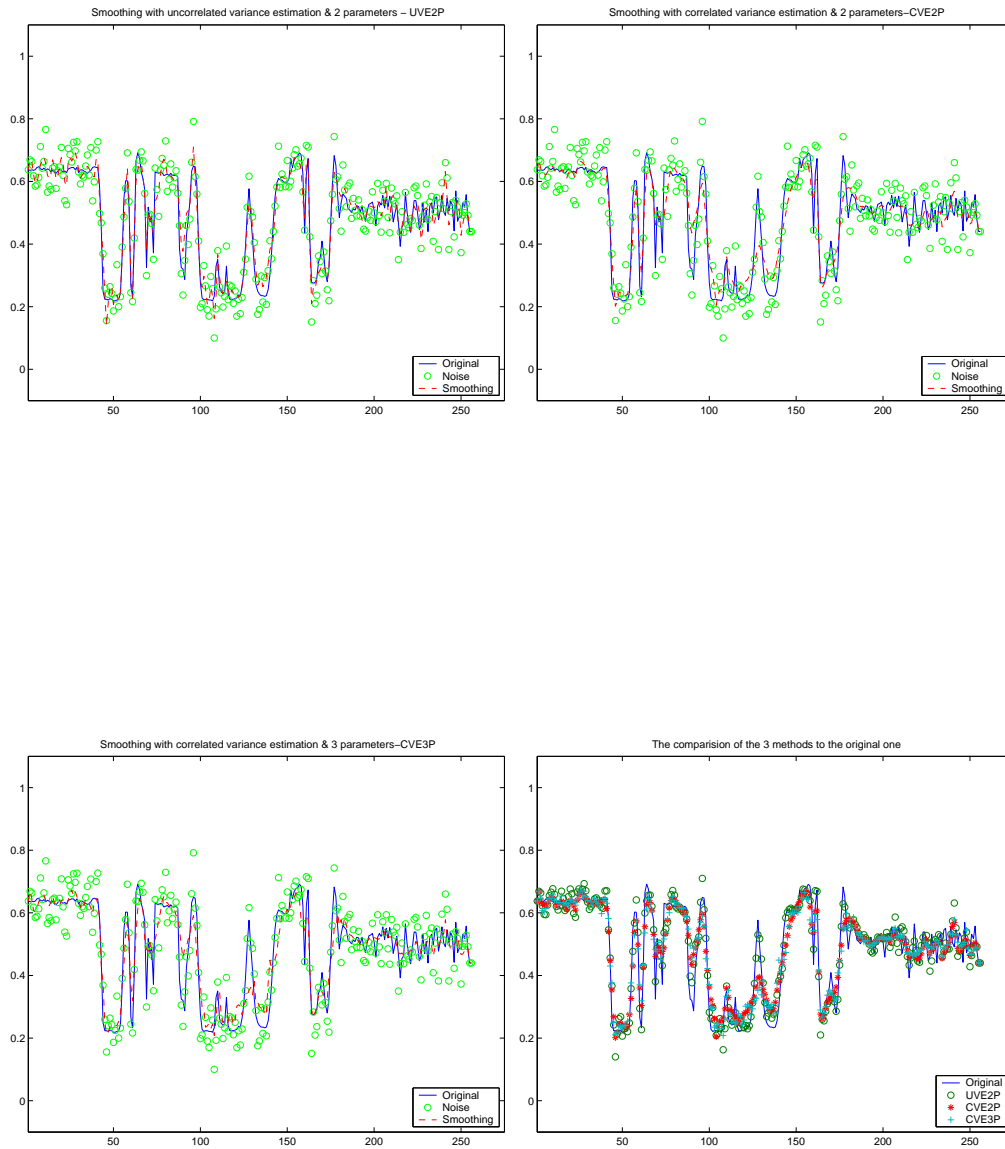 Smoothing with uncorrelated variance estimation & 2 parameters - UVE2P
1
0.8
0.6
0.4
0.2
0
50 100 150 200 250
Original
Noise
Smoothing
Smoothing with correlated variance estimation & 2 parameters-CVE2P
1
0.8
0.6
0.4
0.2
0
50 100 150 200 250
Original
Noise
Smoothing
Smoothing with correlated variance estimation & 3 parameters-CVE3P
1
0.8
0.6
0.4
0.2
0
50 100 150 200 250
Original
Noise
Smoothing
The comparision of the 3 methods to the original one
1
0.8
0.6
0.4
0.2
0
50 100 150 200 250
Original
UVE2P
CVE2P
CVE3P